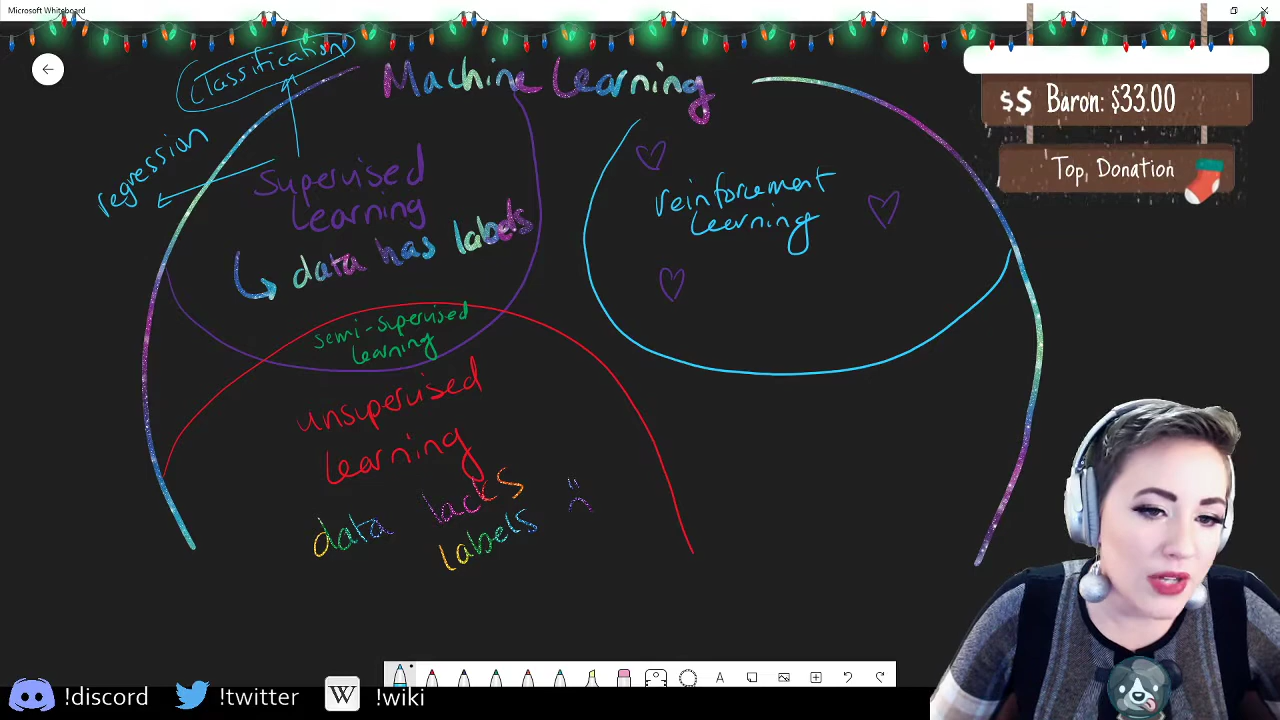 Microsoft Whiteboard
Classification
Machine Learning
regression
Supervised
Learning
data has labels
semi-supervised
learning
unsupervised
learning
data lacks
labels
reinforcement
Learning
$$ Baron: $33.00
Top Donation
!discord
!twitter
W !wiki
A